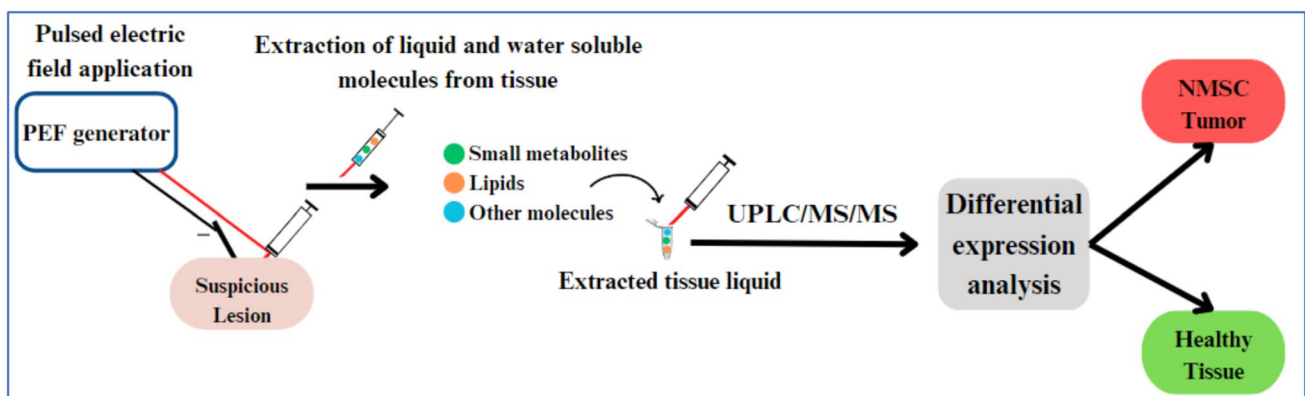 Pulsed electric
field application
PEF generator
Suspicious
Lesion
Extraction of liquid and water soluble
molecules from tissue
Small metabolites
Lipids
Other molecules
Extracted tissue liquid
UPLC/MS/MS
Differential
expression
analysis
NMSC
Tumor
Healthy
Tissue